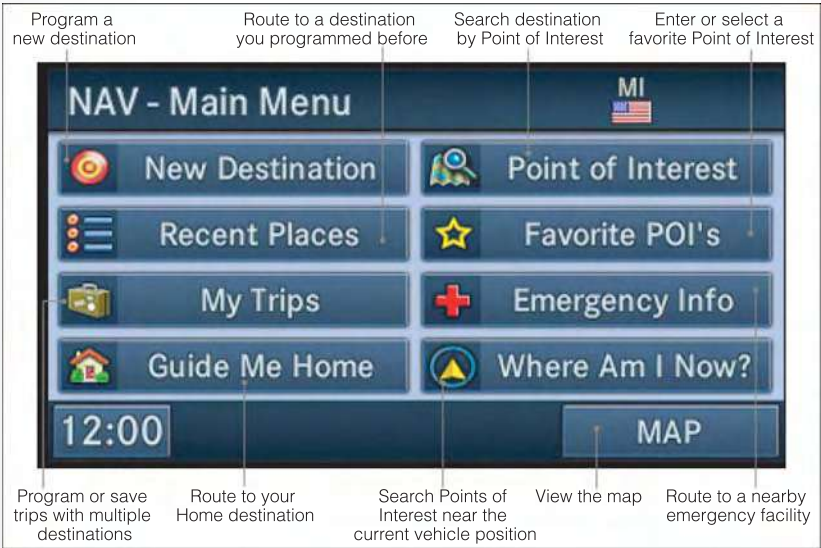 Program a
new destination
Route to a destination
you programmed before
Search destination
by Point of Interest
Enter or select a
favorite Point of Interest
NAV - Main Menu
MI
New Destination
Point of Interest
Recent Places
Favorite POI's
My Trips
Emergency Info
Guide Me Home
Where Am I Now?
12:00
MAP
Program or save
trips with multiple
destinations
Route to your
Home destination
Search Points of
Interest near the
current vehicle position
View the map
Route to a nearby
emergency facility